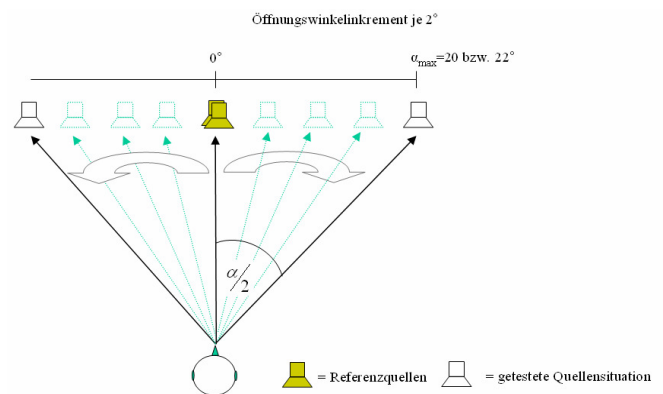 Öffnungswinkelinkrement je 2°
0°
αmax=20 bzw. 22°
α/2
= Referenzquellen
= getestete Quellensituation